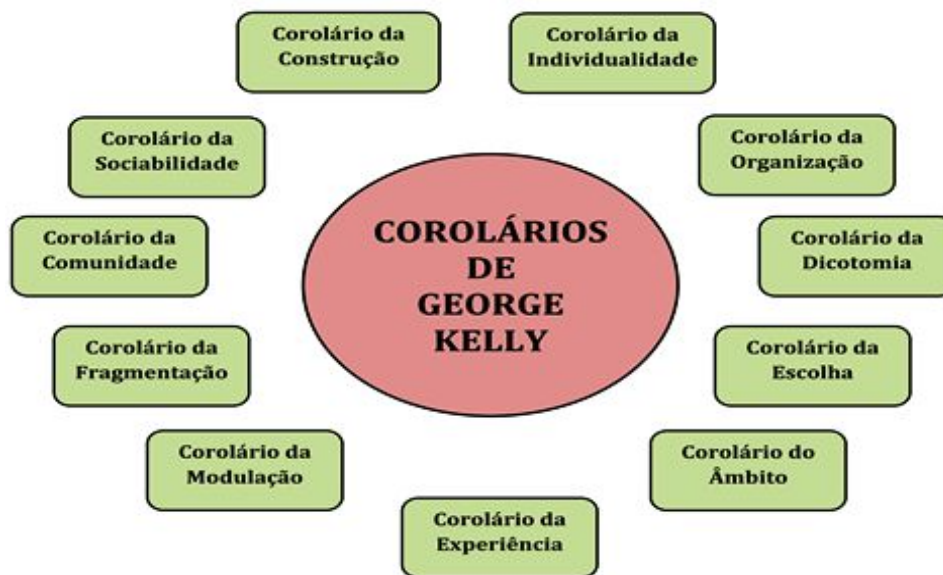 Corolário da
Construção
Corolário da
Individualidade
Corolário da
Sociabilidade
Corolário da
Organização
Corolário da
Comunidade
COROLÁRIOS
DE
GEORGE
KELLY
Corolário da
Dicotomia
Corolário da
Fragmentação
Corolário da
Escolha
Corolário da
Modulação
Corolário do
Âmbito
Corolário da
Experiência